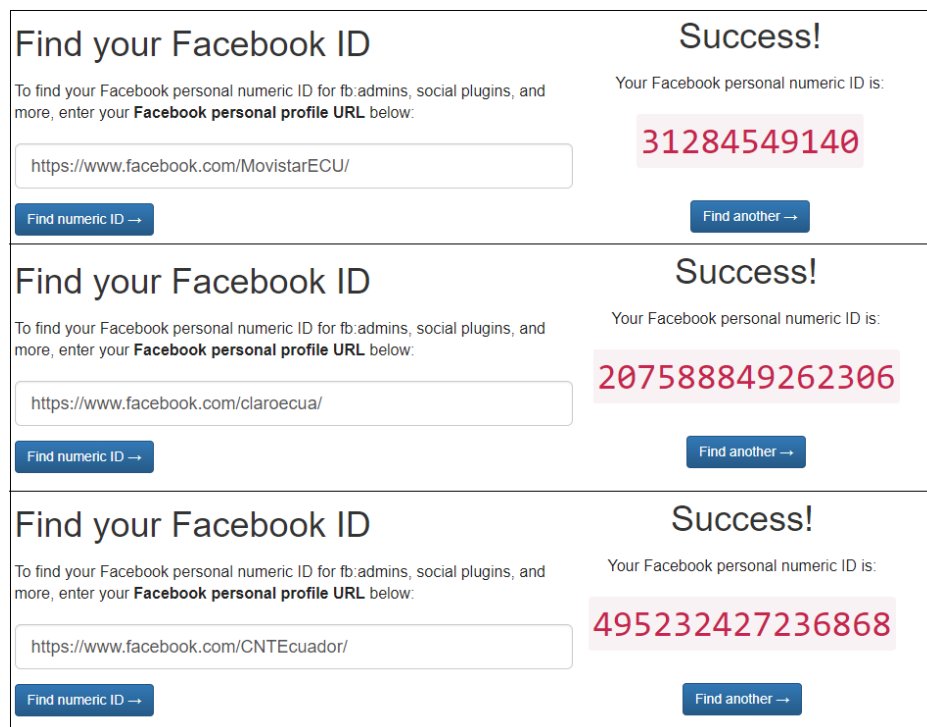 Find your Facebook ID
To find your Facebook personal numeric ID for fb:admins, social plugins, and
more, enter your Facebook personal profile URL below:
https://www.facebook.com/MovistarECU/
Find numeric ID →
Success!
Your Facebook personal numeric ID is:
31284549140
Find another →
Find your Facebook ID
To find your Facebook personal numeric ID for fb:admins, social plugins, and
more, enter your Facebook personal profile URL below:
https://www.facebook.com/claroecua/
Find numeric ID →
Success!
Your Facebook personal numeric ID is:
207588849262306
Find another →
Find your Facebook ID
To find your Facebook personal numeric ID for fb:admins, social plugins, and
more, enter your Facebook personal profile URL below:
https://www.facebook.com/CNTEcuador/
Find numeric ID →
Success!
Your Facebook personal numeric ID is:
495232427236868
Find another →